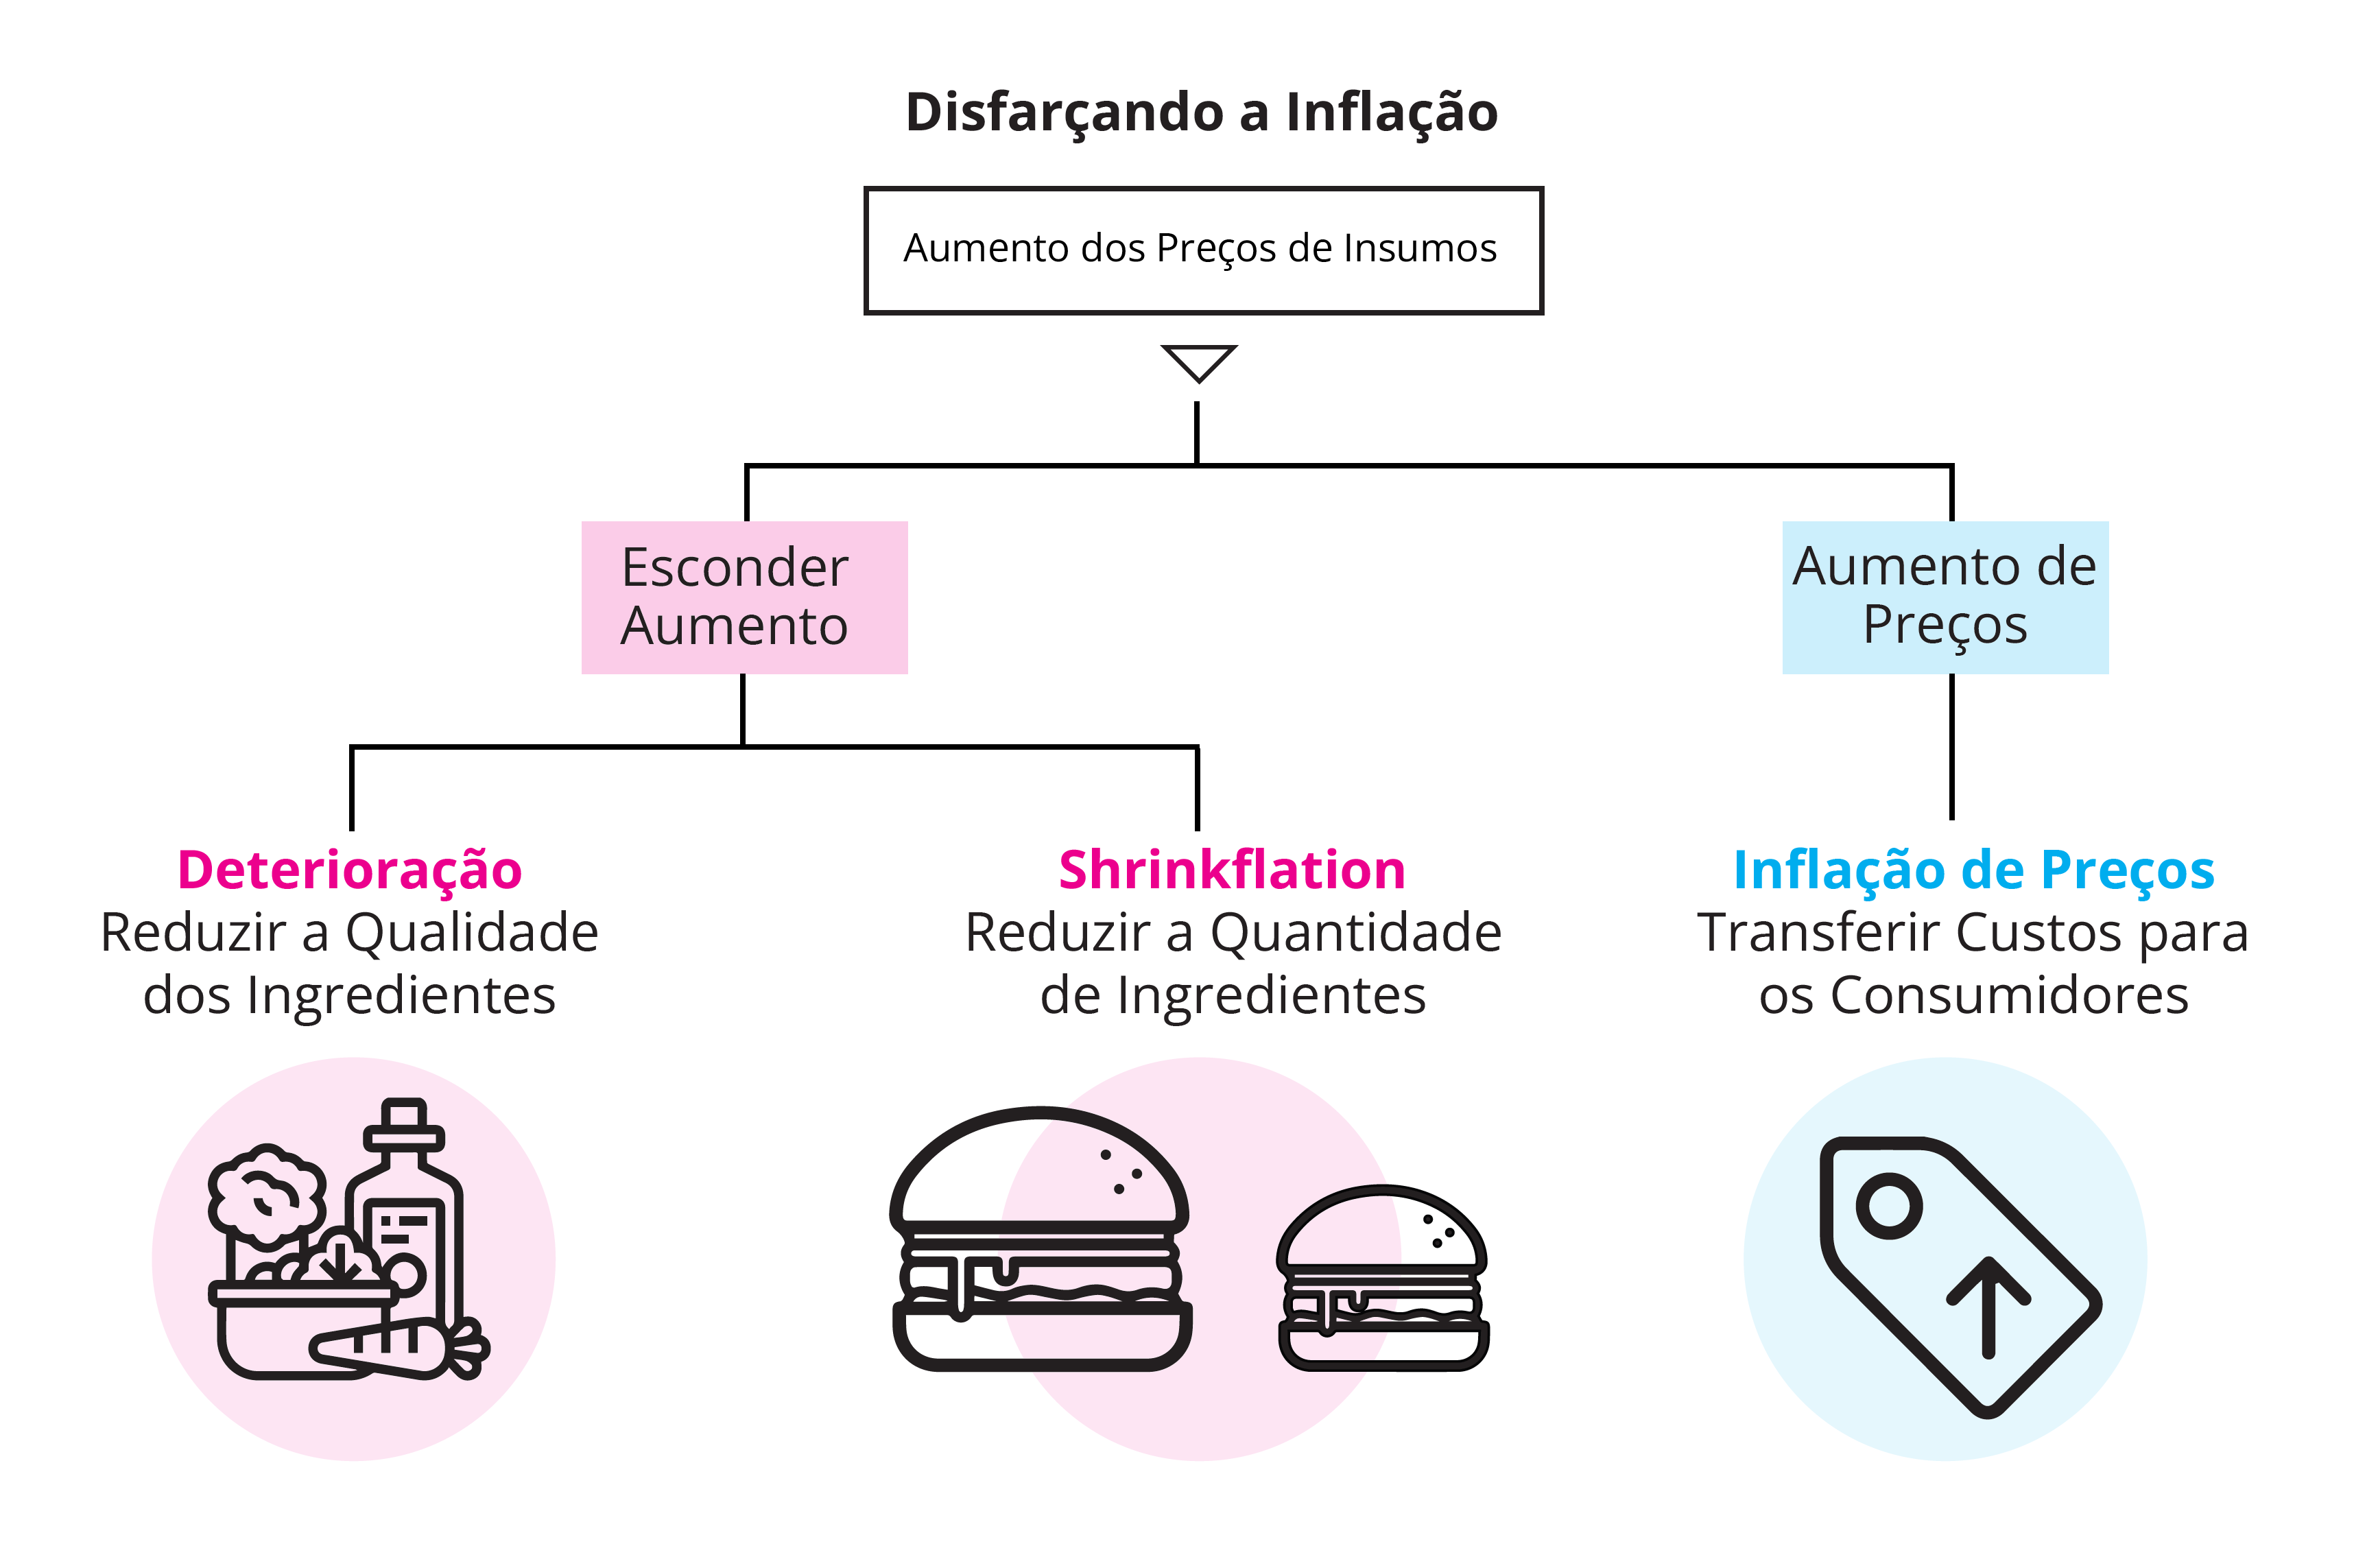 Disfarçando a Inflação
Aumento dos Preços de Insumos
Esconder
Aumento
Aumento de
Preços
Deterioração
Reduzir a Qualidade
dos Ingredientes
Shrinkflation
Reduzir a Quantidade
de Ingredientes
Inflação de Preços
Transferir Custos para
os Consumidores